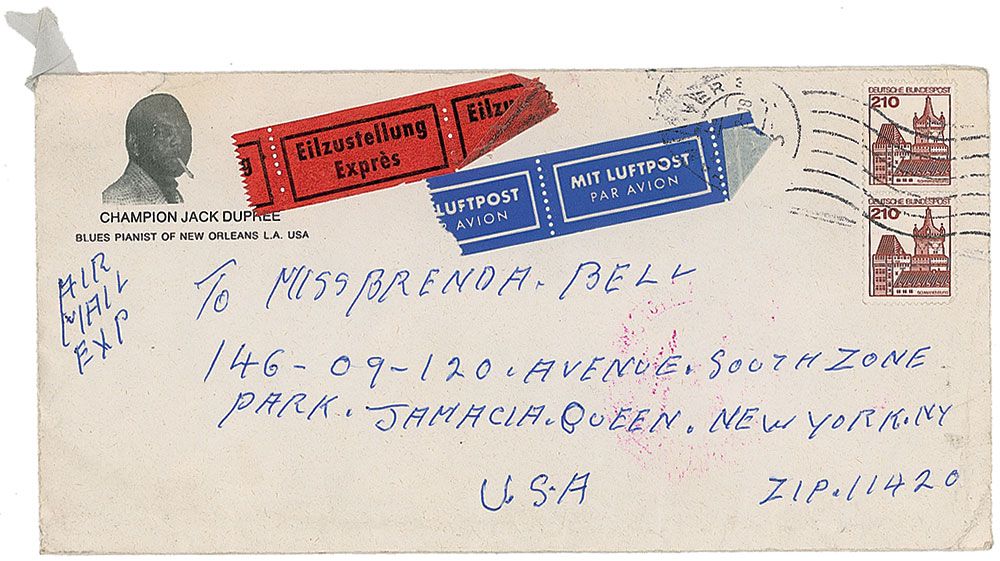 CHAMPION JACK DUPREE
BLUES PIANIST OF NEW ORLEANS L.A. USA
g
Eilzustellung
Exprès
Eilzu
LUFTPOST
AVION
MIT LUFTPOST
PAR AVION
DEUTSCHE BUNDESPOST
210
DEUTSCHE BUNDESPOST
210
AIR
MAIL
EXP
To MISS BRENDA. BELL
146-09-120. AVENUE. SOUTH ZONE
PARK. JAMACIA. QUEEN. NEW YORK. NY
U.S.A
ZIP.11420